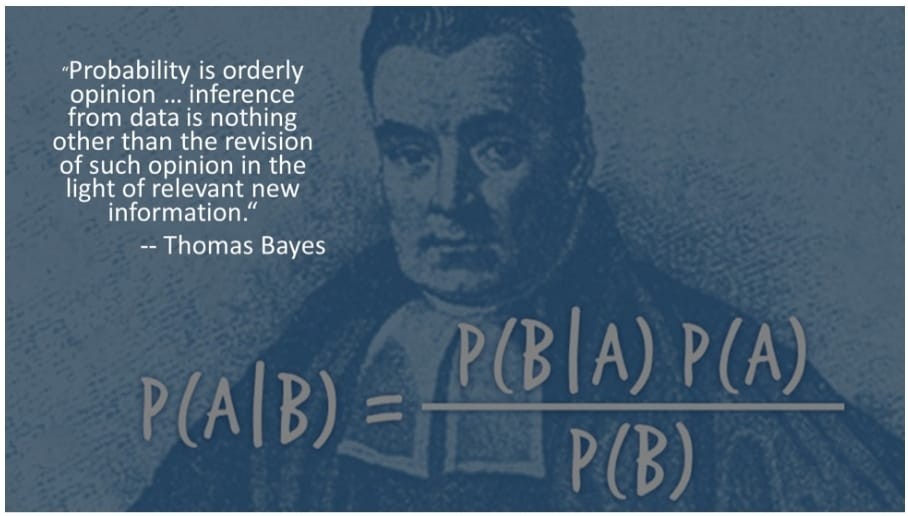 “Probability is orderly
opinion ... inference
from data is nothing
other than the revision
of such opinion in the
light of relevant new
information.“
-- Thomas Bayes
P(B|A) P(A)
P(A|B) =
P(B)